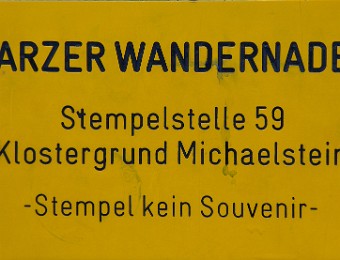 ARZER WANDERNADE
Stempelstelle 59
Klostergrund Michaelstein
-Stempel kein Souvenir-